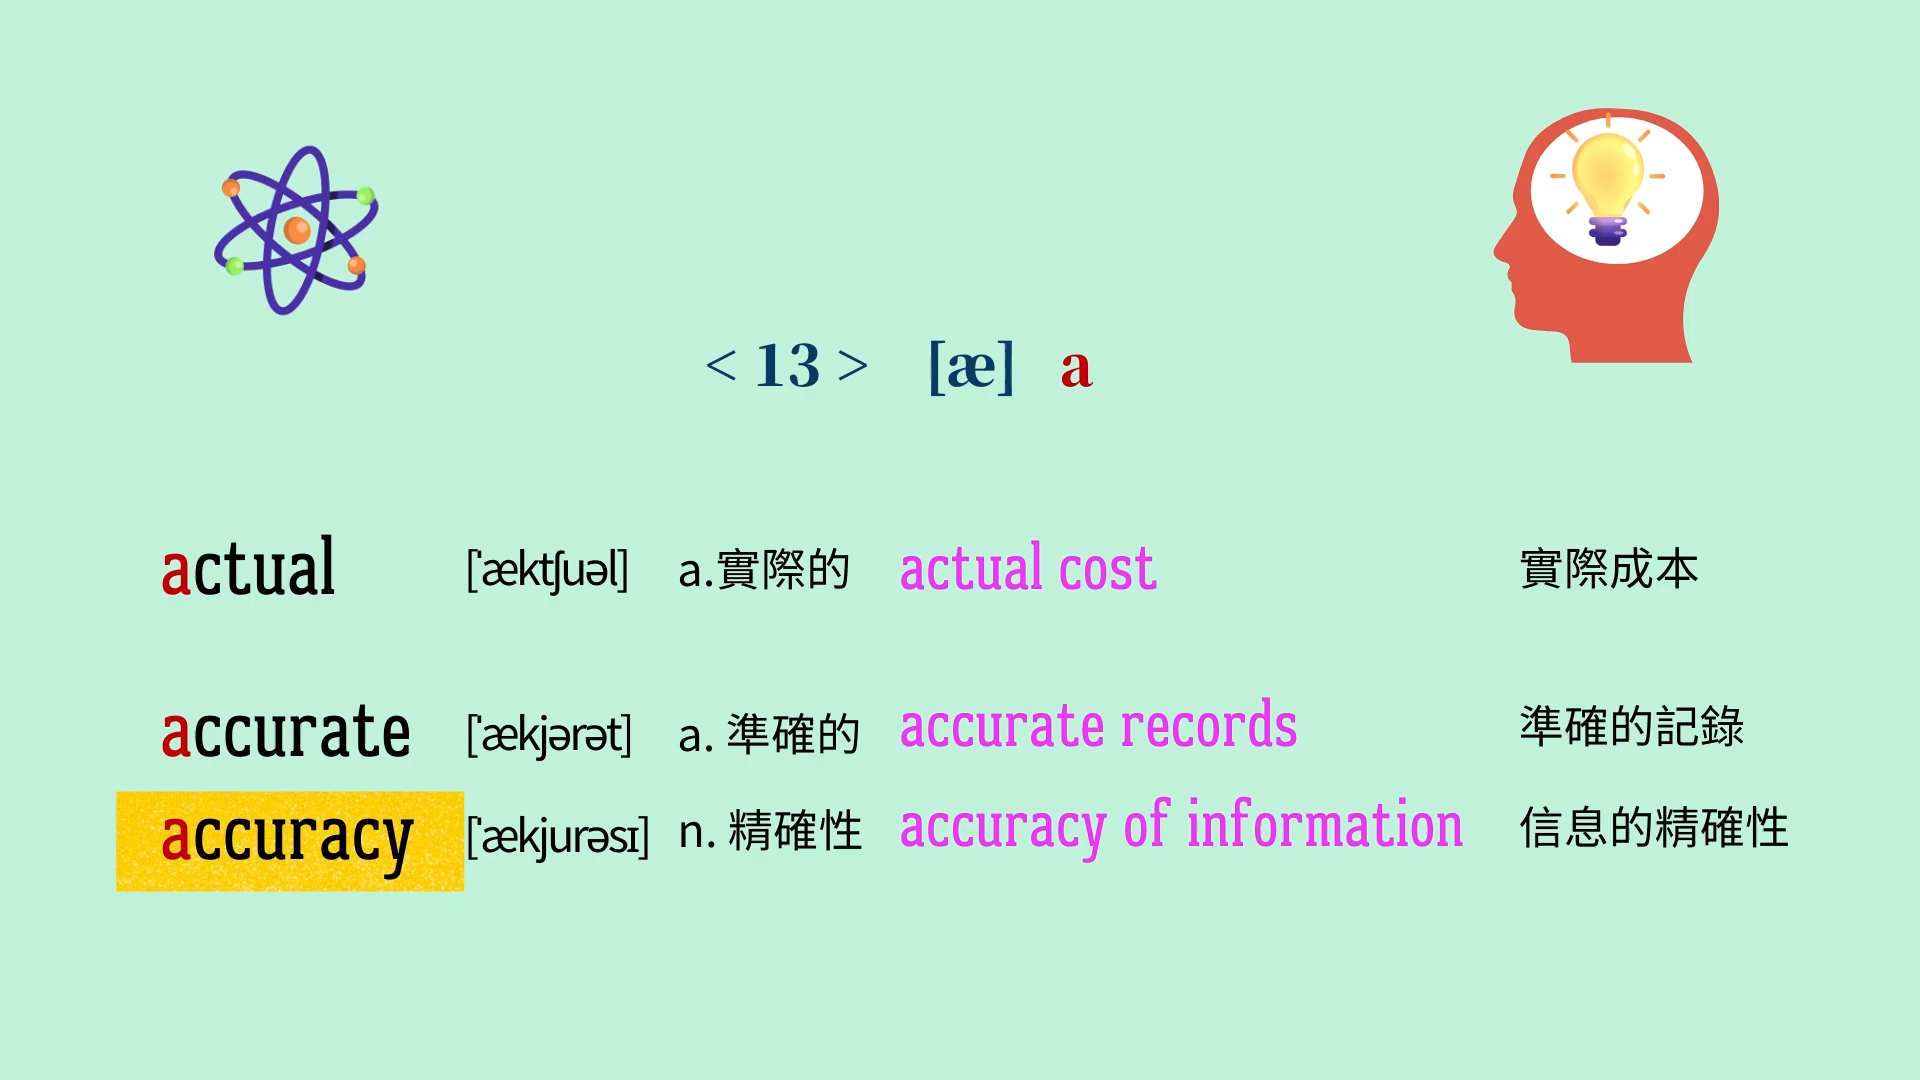 < 13 > [æ] a
actual [ˈæktʃuəl] a.實際的 actual cost 實際成本
accurate [ˈækjərət] a. 準確的 accurate records 準確的記錄
accuracy [ˈækjurəsɪ] n. 精確性 accuracy of information 信息的精確性